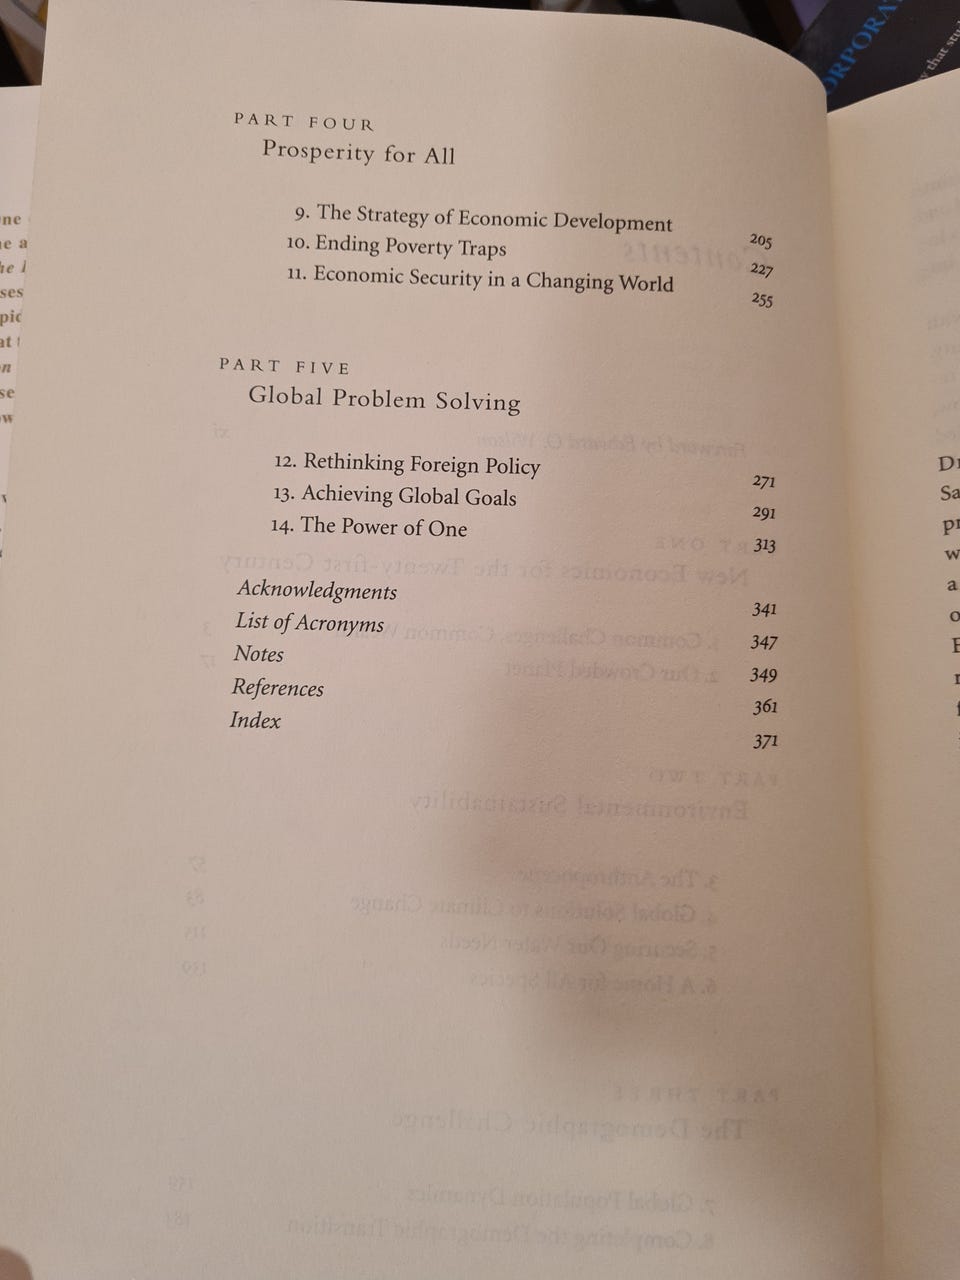 PART FOUR
Prosperity for All
9. The Strategy of Economic Development 205
10. Ending Poverty Traps 227
11. Economic Security in a Changing World 255
PART FIVE
Global Problem Solving
12. Rethinking Foreign Policy 271
13. Achieving Global Goals 291
14. The Power of One 313
Acknowledgments 341
List of Acronyms 347
Notes 349
References 361
Index 371